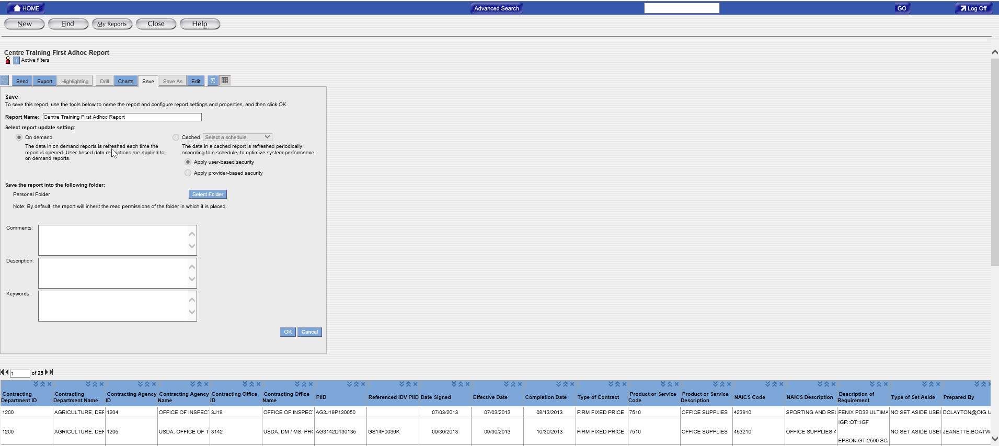 HOME
Advanced Search
GO
Log Off
New
Find
My Reports
Close
Help
Centre Training First Adhoc Report
Active filters
Send
Export
Highlighting
Drill
Charts
Save
Save As
Edit
Σ
Save
To save this report, use the tools below to name the report and configure report settings and properties, and then click OK.
Report Name: Centre Training First Adhoc Report
Select report update setting:
On demand
The data in on demand reports is refreshed each time the
report is opened. User-based data restrictions are applied to
on demand reports.
Cached
Select a schedule.
The data in a cached report is refreshed periodically,
according to a schedule, to optimize system performance.
Apply user-based security
Apply provider-based security
Save the report into the following folder:
Personal Folder
Select Folder
Note: By default, the report will inherit the read permissions of the folder in which it is placed.
Comments:
Description:
Keywords:
OK
Cancel
1 of 25
Contracting Department ID
Contracting Department Name
Contracting Agency ID
Contracting Agency Name
Contracting Office ID
Contracting Office Name
PIID
Referenced IDV PIID
Date Signed
Effective Date
Completion Date
Type of Contract
Product or Service Code
Product or Service Description
NAICS Code
NAICS Description
Description of Requirement
Type of Set Aside
Prepared By
1200 AGRICULTURE, DEF 1204 OFFICE OF INSPEC 3J19 OFFICE OF INSPEC AG3J19P130050 07/03/2013 07/03/2013 08/13/2013 FIRM FIXED PRICE 7510 OFFICE SUPPLIES 423910 SPORTING AND REC FENIX PD32 ULTIMA NO SET ASIDE USE DCLAYTON@OIG.U
1200 AGRICULTURE, DEF 1205 USDA, OFFICE OF T 3142 USDA, DM / MS, PR AG3142D130135 GS14F0036K 09/30/2013 09/30/2013 10/30/2013 FIRM FIXED PRICE 7510 OFFICE SUPPLIES 453210 OFFICE SUPPLIES A IGF::OT::IGF EPSON GT-2500 SC NO SET ASIDE USE JEANETTE.BOATW